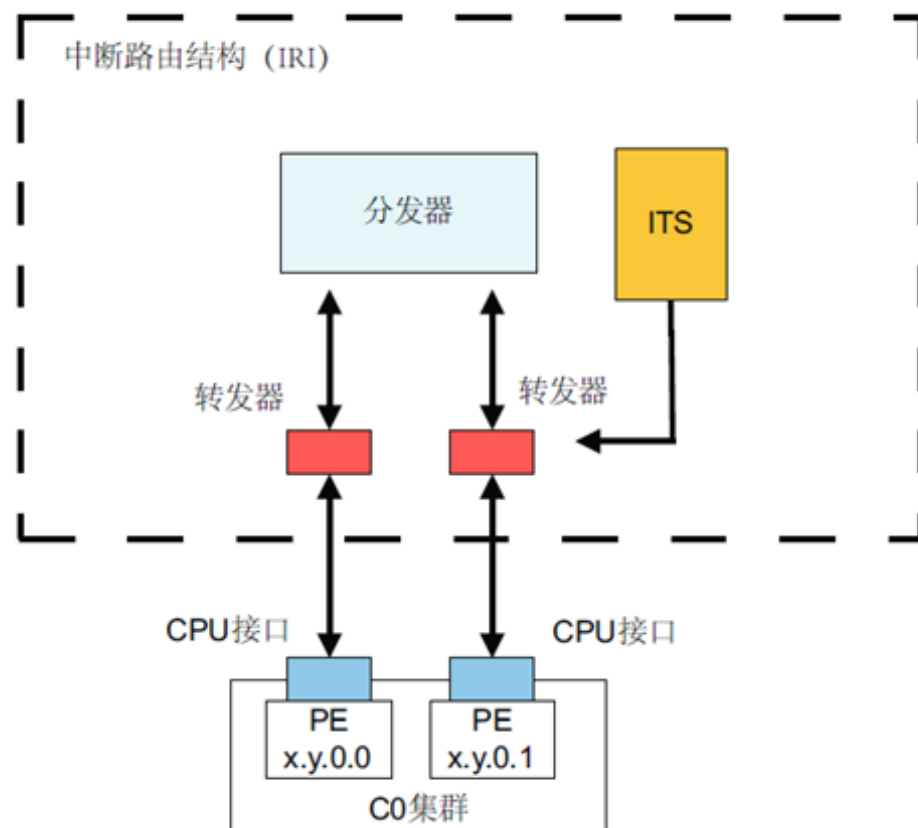 中断路由结构（IRI）
分发器
ITS
转发器
转发器
CPU接口
CPU接口
PE
x.y.0.0
PE
x.y.0.1
C0集群